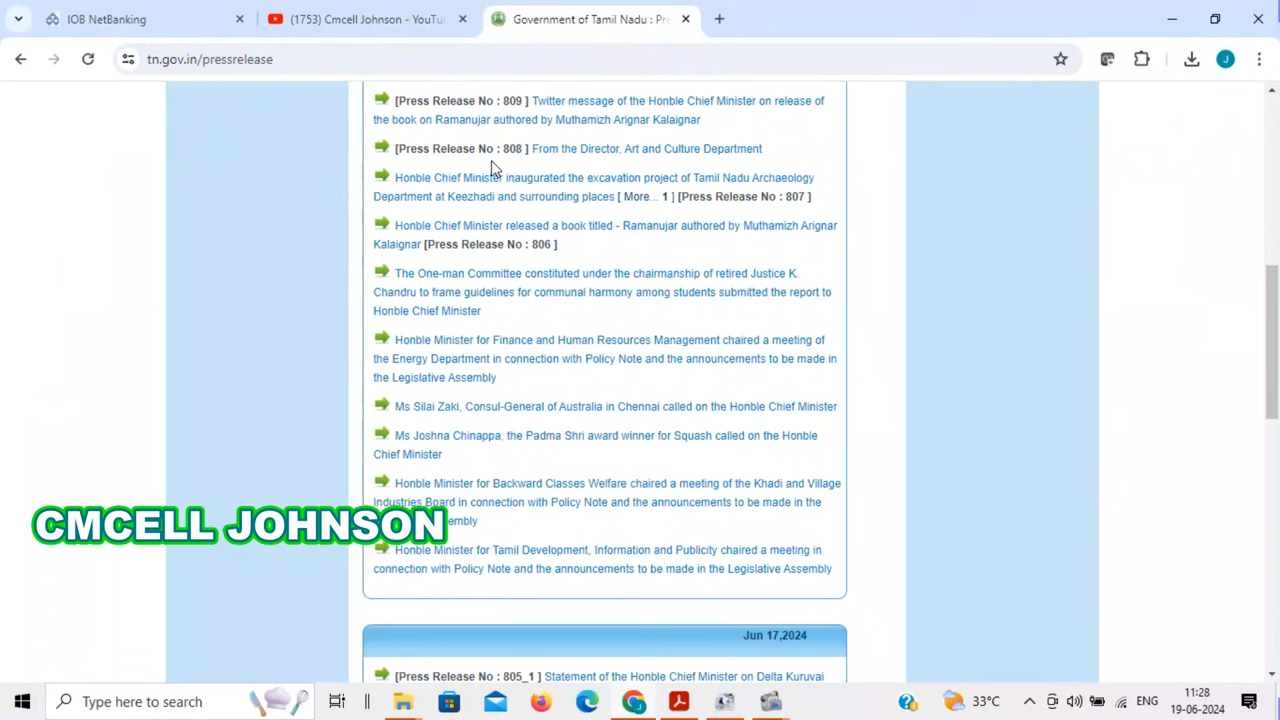 IOB NetBanking
(1753) Cmcell Johnson - YouTu
Government of Tamil Nadu : Pre
tn.gov.in/pressrelease
J
[Press Release No : 809 ] Twitter message of the Honble Chief Minister on release of
the book on Ramanujar authored by Muthamizh Arignar Kalaignar
[Press Release No : 808 ] From the Director, Art and Culture Department
Honble Chief Minister inaugurated the excavation project of Tamil Nadu Archaeology
Department at Keezhadi and surrounding places [ More... 1 ] [Press Release No : 807 ]
Honble Chief Minister released a book titled - Ramanujar authored by Muthamizh Arignar
Kalaignar [Press Release No : 806 ]
The One-man Committee constituted under the chairmanship of retired Justice K.
Chandru to frame guidelines for communal harmony among students submitted the report to
Honble Chief Minister
Honble Minister for Finance and Human Resources Management chaired a meeting of
the Energy Department in connection with Policy Note and the announcements to be made in
the Legislative Assembly
Ms Silai Zaki, Consul-General of Australia in Chennai called on the Honble Chief Minister
Ms Joshna Chinappa, the Padma Shri award winner for Squash called on the Honble
Chief Minister
Honble Minister for Backward Classes Welfare chaired a meeting of the Khadi and Village
Industries Board in connection with Policy Note and the announcements to be made in the
embly
CMCELL JOHNSON
Honble Minister for Tamil Development, Information and Publicity chaired a meeting in
connection with Policy Note and the announcements to be made in the Legislative Assembly
Jun 17,2024
[Press Release No : 805_1 ] Statement of the Honble Chief Minister on Delta Kuruvai
Type here to search
33°C
ENG
11:28
19-06-2024